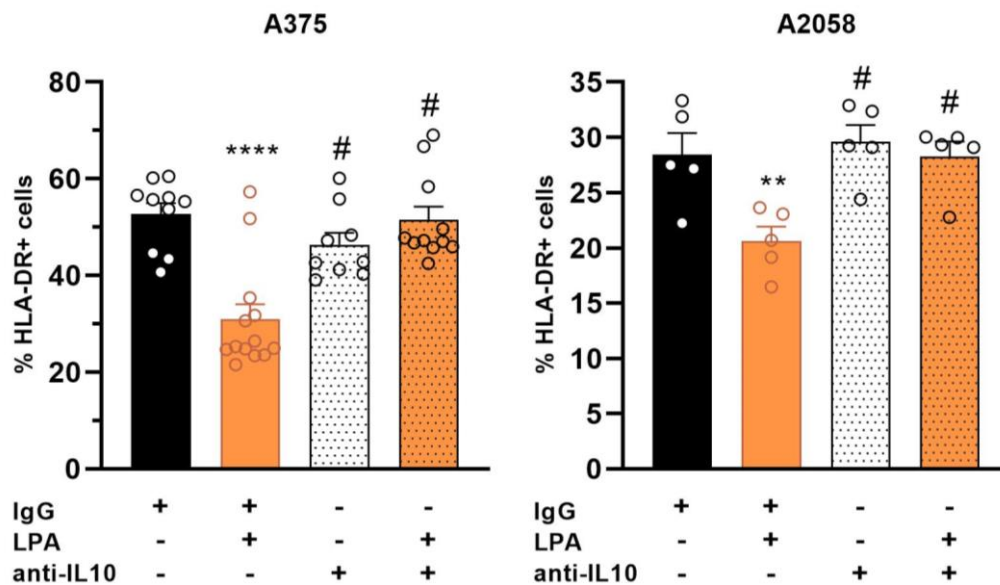 A375
% HLA-DR+ cells
80
60
40
20
0
****
#
#
IgG + + - -
LPA - + - +
anti-IL10 - - + +
A2058
% HLA-DR+ cells
35
30
25
20
15
10
5
0
**
#
#
IgG + + - -
LPA - + - +
anti-IL10 - - + +